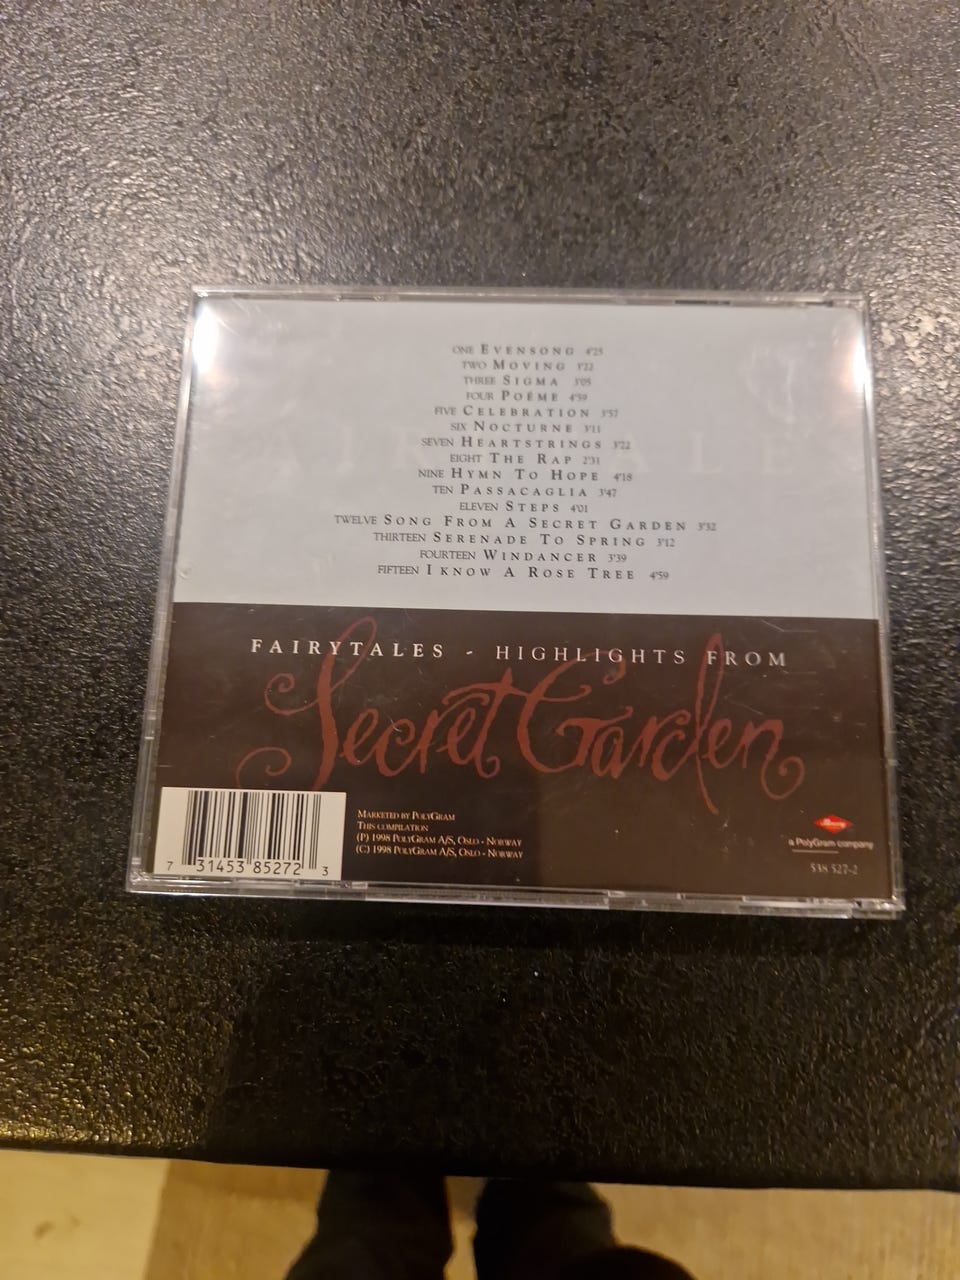 ONE EVENSONG 4'25
TWO MOVING 3'22
THREE SIGMA 3'05
FOUR POÈME 4'59
FIVE CELEBRATION 3'57
SIX NOCTURNE 3'11
SEVEN HEARTSTRINGS 3'22
EIGHT THE RAP 2'31
NINE HYMN TO HOPE 4'18
TEN PASSACAGLIA 3'47
ELEVEN STEPS 4'01
TWELVE SONG FROM A SECRET GARDEN 3'32
THIRTEEN SERENADE TO SPRING 3'12
FOURTEEN WINDANCER 3'39
FIFTEEN I KNOW A ROSE TREE 4'59
FAIRYTALES - HIGHLIGHTS FROM
Secret Garden
MARKETED BY POLYGRAM
THIS COMPILATION
(P) 1998 POLYGRAM A/S, OSLO - NORWAY
(C) 1998 POLYGRAM A/S, OSLO - NORWAY
7 31453 85272 3
a PolyGram company
538 527-2